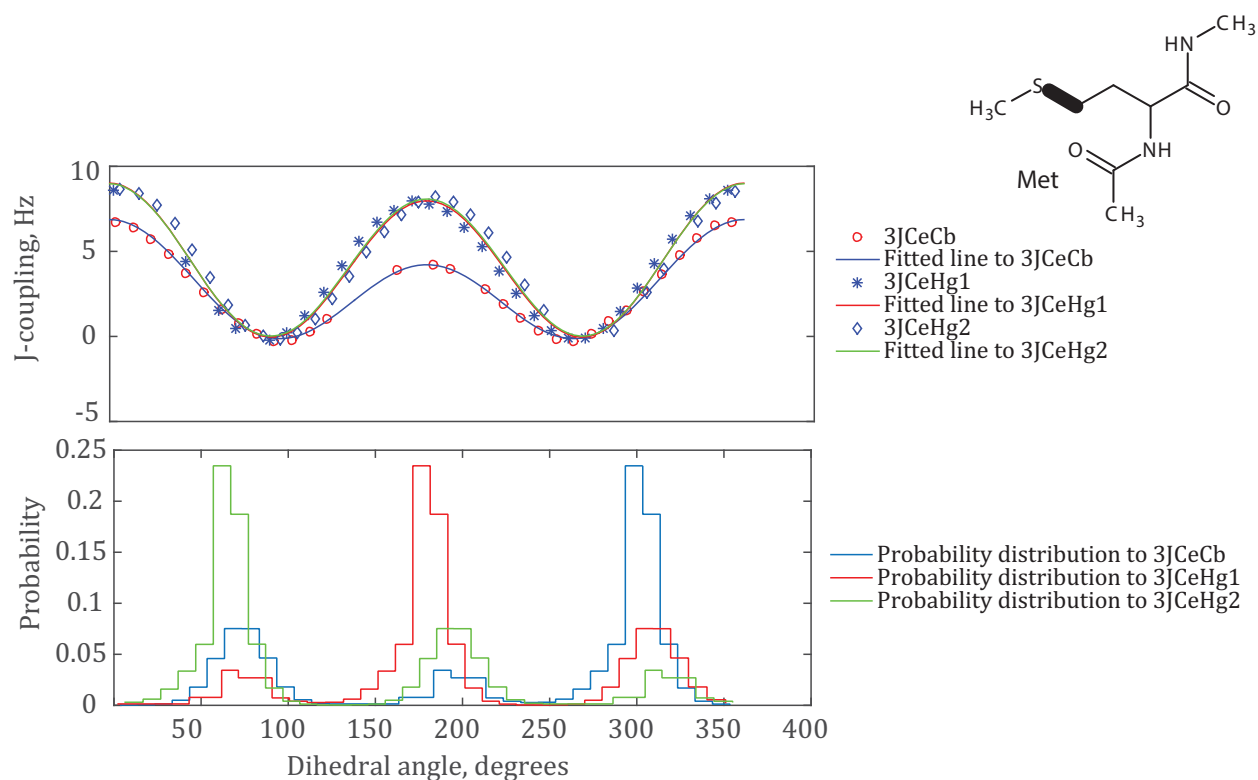 CH₃
HN
S
H₃C
O
O
NH
Met
CH₃
10
5
0
-5
J-coupling, Hz
3JCeCb
Fitted line to 3JCeCb
3JCeHg1
Fitted line to 3JCeHg1
3JCeHg2
Fitted line to 3JCeHg2
0.25
0.2
0.15
0.1
0.05
0
Probability
Probability distribution to 3JCeCb
Probability distribution to 3JCeHg1
Probability distribution to 3JCeHg2
50 100 150 200 250 300 350 400
Dihedral angle, degrees